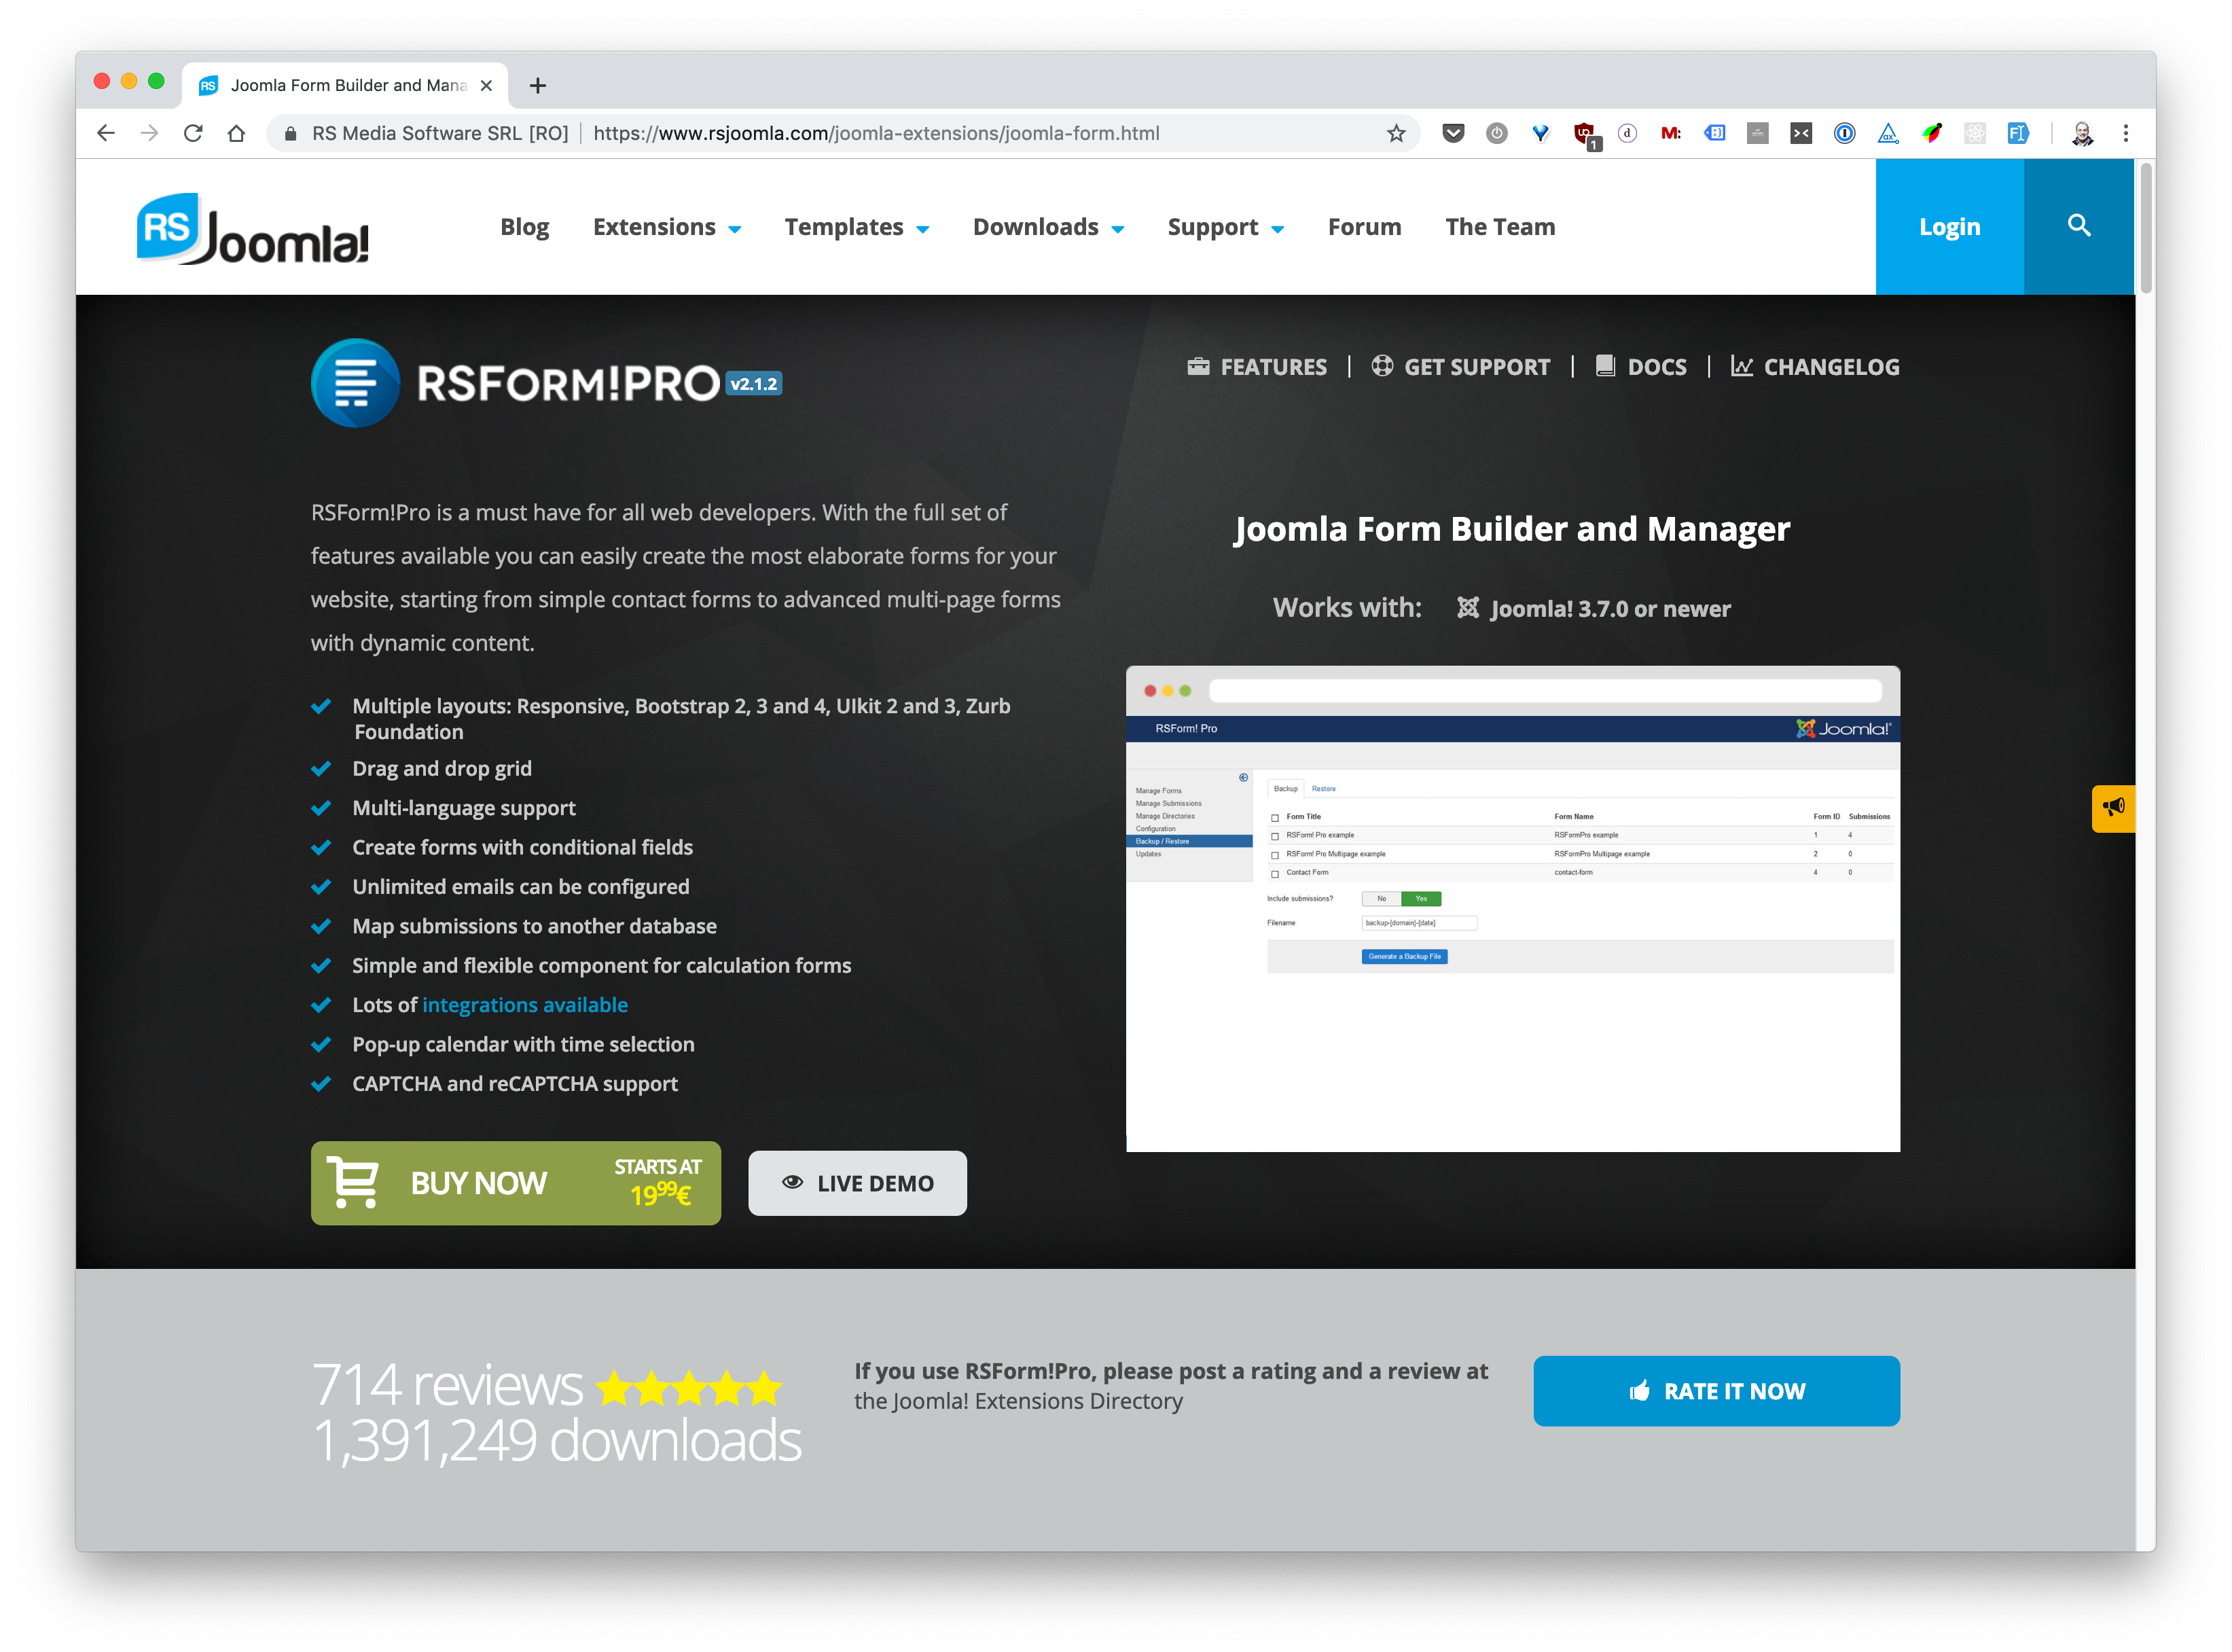 Joomla Form Builder and Mana
RS Media Software SRL [RO] https://www.rsjoomla.com/joomla-extensions/joomla-form.html
1
RS Joomla!
Blog Extensions Templates Downloads Support Forum The Team Login
RSFORM!PRO v2.1.2
FEATURES | GET SUPPORT | DOCS | CHANGELOG
RSForm!Pro is a must have for all web developers. With the full set of
features available you can easily create the most elaborate forms for your
website, starting from simple contact forms to advanced multi-page forms
with dynamic content.
Multiple layouts: Responsive, Bootstrap 2, 3 and 4, UIkit 2 and 3, Zurb
Foundation
Drag and drop grid
Multi-language support
Create forms with conditional fields
Unlimited emails can be configured
Map submissions to another database
Simple and flexible component for calculation forms
Lots of integrations available
Pop-up calendar with time selection
CAPTCHA and reCAPTCHA support
BUY NOW
STARTS AT
1999€
LIVE DEMO
Joomla Form Builder and Manager
Works with: Joomla! 3.7.0 or newer
RSForm! Pro
Joomla!
Manage Forms
Manage Submissions
Manage Directories
Configuration
Backup / Restore
Updates
Backup Restore
Form Title Form Name Form ID Submissions
RSForm! Pro example RSFormPro example 1 4
RSForm! Pro Multipage example RSFormPro Multipage example 2 0
Contact Form contact-form 4 0
Include submissions? No Yes
Filename backup-{domain}-{date}
Generate a Backup File
714 reviews
1,391,249 downloads
If you use RSForm!Pro, please post a rating and a review at
the Joomla! Extensions Directory
RATE IT NOW